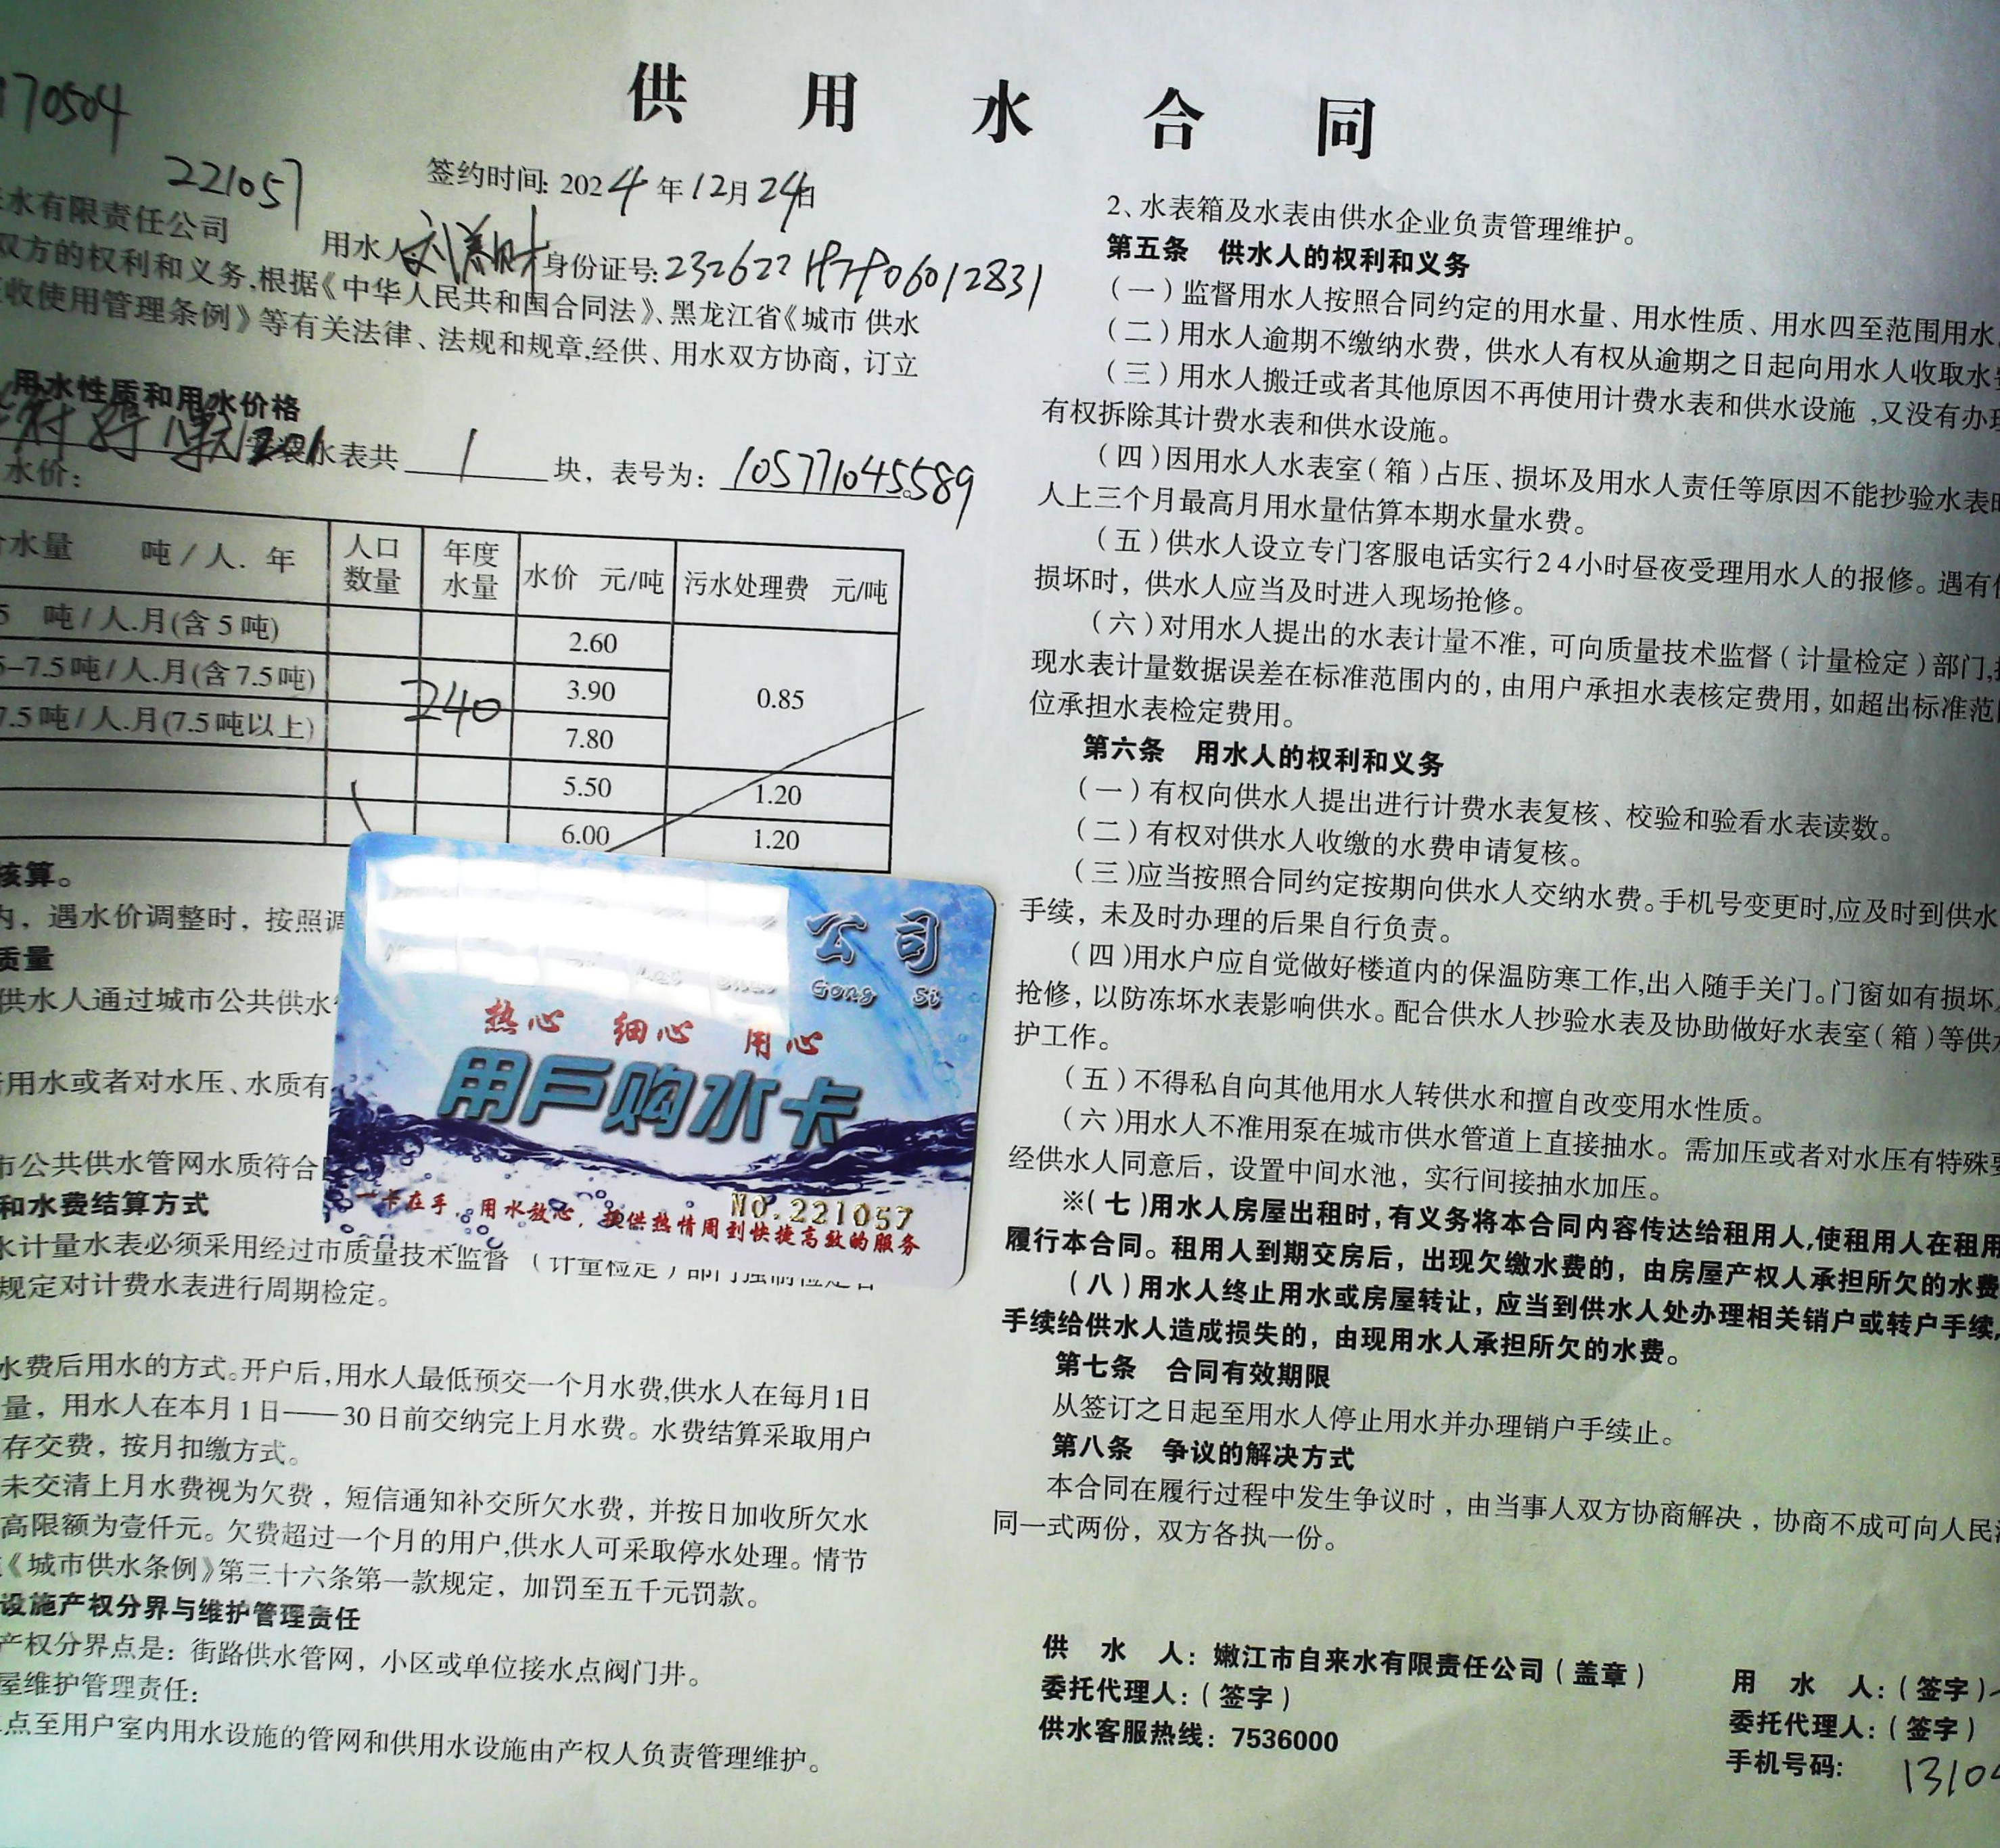 供用水合同
170504
221057
签约时间: 2024年12月24日
水有限责任公司
用水人 身份证号:
双方的权利和义务,根据《中华人民共和国合同法》、黑龙江省《城市 供水
收使用管理条例》等有关法律、法规和规章,经供、用水双方协商，订立
用水性质和用水价格
1201 水表共 1 块，表号为: 105771045589
水价:
水量 吨/人. 年 人口数量 年度水量 水价 元/吨 污水处理费 元/吨
5 吨/人.月(含5吨) 2.60 0.85
-7.5吨/人.月(含7.5吨) 240 3.90
7.5吨/人.月(7.5吨以上) 7.80
5.50 1.20
6.00 1.20
核算。
内，遇水价调整时，按照调
质量
供水人通过城市公共供水
用水或者对水压、水质有
市公共供水管网水质符合
和水费结算方式
水计量水表必须采用经过市质量技术监督（计量检定）部门强制检定合
规定对计费水表进行周期检定。
水费后用水的方式。开户后,用水人最低预交一个月水费,供水人在每月1日
量，用水人在本月1日——30日前交纳完上月水费。水费结算采取用户
存交费，按月扣缴方式。
未交清上月水费视为欠费，短信通知补交所欠水费，并按日加收所欠水
高限额为壹仟元。欠费超过一个月的用户,供水人可采取停水处理。情节
《城市供水条例》第三十六条第一款规定，加罚至五千元罚款。
设施产权分界与维护管理责任
产权分界点是：街路供水管网，小区或单位接水点阀门井。
屋维护管理责任:
点至用户室内用水设施的管网和供用水设施由产权人负责管理维护。
公司
Gong Si
热心 细心 用心
用户购水卡
NO.221057
一卡在手，用水放心，提供热情周到快捷高效的服务
2、水表箱及水表由供水企业负责管理维护。
第五条 供水人的权利和义务
(一)监督用水人按照合同约定的用水量、用水性质、用水四至范围用水
(二)用水人逾期不缴纳水费，供水人有权从逾期之日起向用水人收取水
(三)用水人搬迁或者其他原因不再使用计费水表和供水设施,又没有办理
有权拆除其计费水表和供水设施。
(四)因用水人水表室(箱)占压、损坏及用水人责任等原因不能抄验水表
人上三个月最高月用水量估算本期水量水费。
(五)供水人设立专门客服电话实行24小时昼夜受理用水人的报修。遇有
损坏时，供水人应当及时进入现场抢修。
(六)对用水人提出的水表计量不准，可向质量技术监督(计量检定)部门,
现水表计量数据误差在标准范围内的，由用户承担水表核定费用，如超出标准范
位承担水表检定费用。
第六条 用水人的权利和义务
(一)有权向供水人提出进行计费水表复核、校验和验看水表读数。
(二)有权对供水人收缴的水费申请复核。
(三)应当按照合同约定按期向供水人交纳水费。手机号变更时,应及时到供水
手续，未及时办理的后果自行负责。
(四)用水户应自觉做好楼道内的保温防寒工作,出入随手关门。门窗如有损坏
抢修，以防冻坏水表影响供水。配合供水人抄验水表及协助做好水表室(箱)等供
护工作。
(五)不得私自向其他用水人转供水和擅自改变用水性质。
(六)用水人不准用泵在城市供水管道上直接抽水。需加压或者对水压有特殊
经供水人同意后，设置中间水池，实行间接抽水加压。
※(七)用水人房屋出租时,有义务将本合同内容传达给租用人,使租用人在租用
履行本合同。租用人到期交房后，出现欠缴水费的，由房屋产权人承担所欠的水费
(八)用水人终止用水或房屋转让，应当到供水人处办理相关销户或转户手续,
手续给供水人造成损失的，由现用水人承担所欠的水费。
第七条 合同有效期限
从签订之日起至用水人停止用水并办理销户手续止。
第八条 争议的解决方式
本合同在履行过程中发生争议时，由当事人双方协商解决，协商不成可向人民
同一式两份，双方各执一份。
供 水 人：嫩江市自来水有限责任公司(盖章)
委托代理人:(签字)
供水客服热线：7536000
用 水 人:(签字)
委托代理人:(签字)
手机号码: 1310